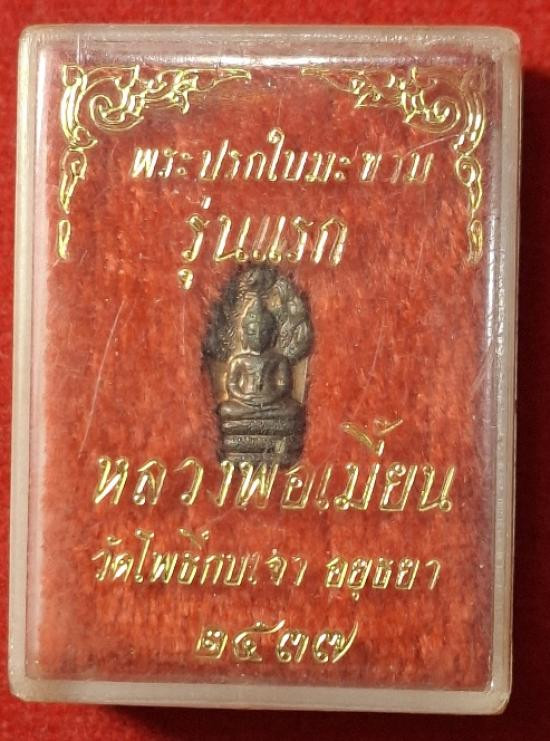 พระปรกใบมะขาม
รุ่นแรก
หลวงพ่อเมี้ยน
วัดโพธิ์กบเจา อยุธยา
๒๕๓๗